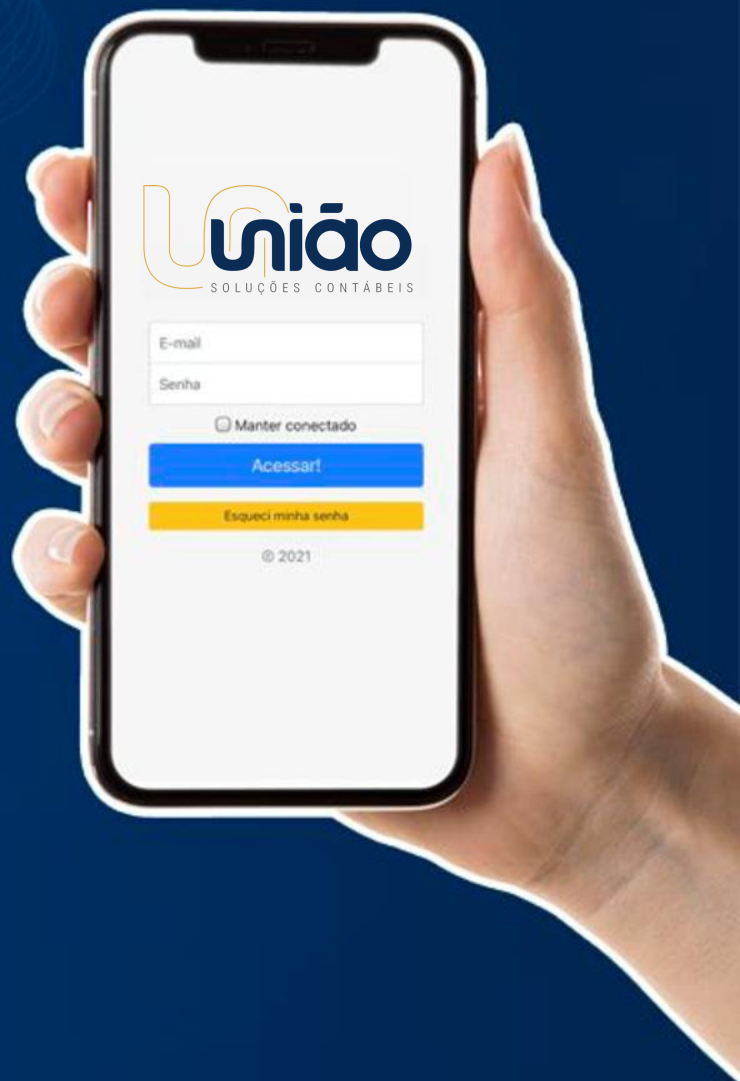 União
SOLUÇÕES CONTÁBEIS
E-mail
Senha
Manter conectado
Acessar!
Esqueci minha senha
© 2021